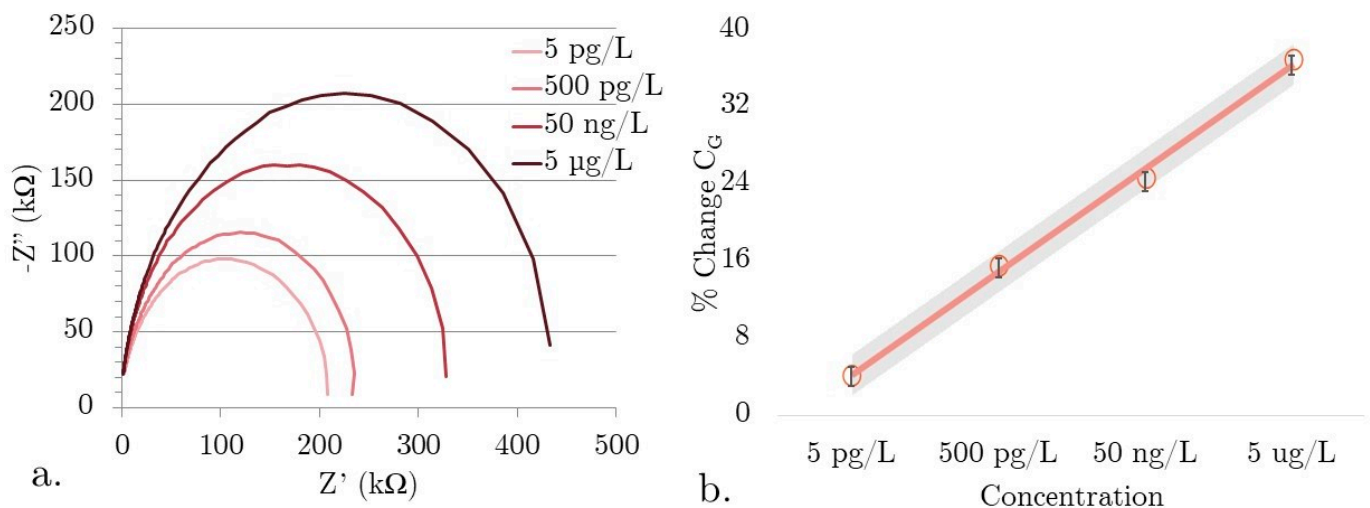 250
200
150
100
50
0
-Z" (kΩ)
5 pg/L
500 pg/L
50 ng/L
5 µg/L
0 100 200 300 400 500
Z' (kΩ)
a.
40
32
24
16
8
0
% Change C_G
5 pg/L 500 pg/L 50 ng/L 5 ug/L
Concentration
b.